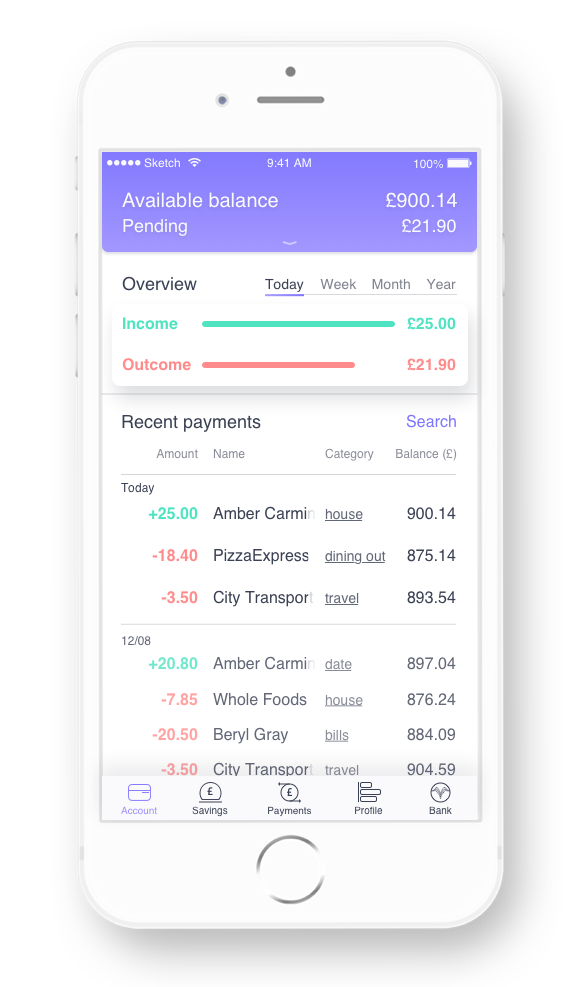 Sketch 9:41 AM 100%
Available balance £900.14
Pending £21.90
Overview Today Week Month Year
Income £25.00
Outcome £21.90
Recent payments Search
Amount Name Category Balance (£)
Today
+25.00 Amber Carmin house 900.14
-18.40 PizzaExpress dining out 875.14
-3.50 City Transport travel 893.54
12/08
+20.80 Amber Carmin date 897.04
-7.85 Whole Foods house 876.24
-20.50 Beryl Gray bills 884.09
-3.50 City Transport travel 904.59
£ £
Account Savings Payments Profile Bank